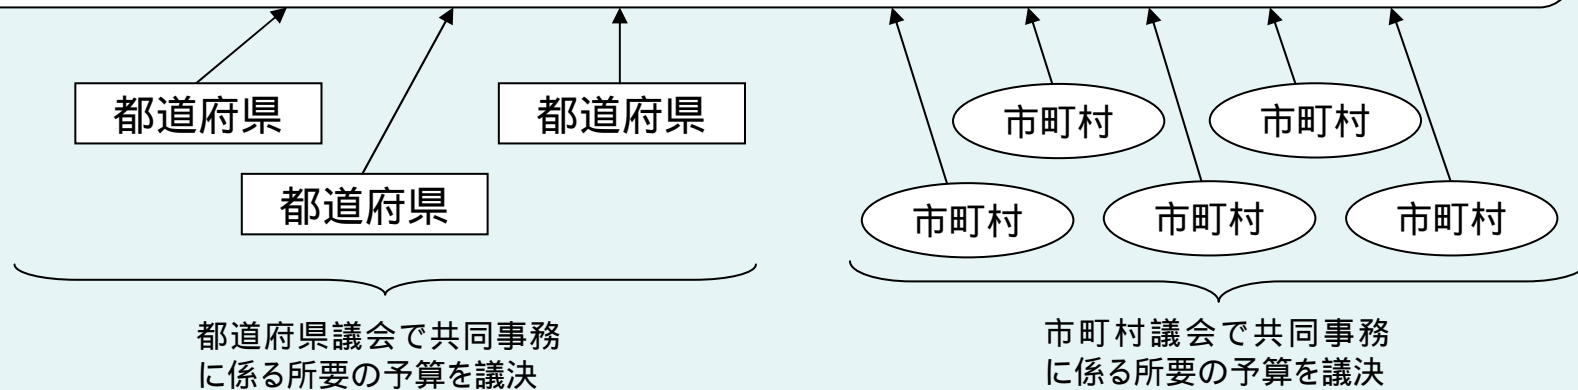 都道府県
都道府県
都道府県
市町村
市町村
市町村
市町村
市町村
都道府県議会で共同事務
に係る所要の予算を議決
市町村議会で共同事務
に係る所要の予算を議決